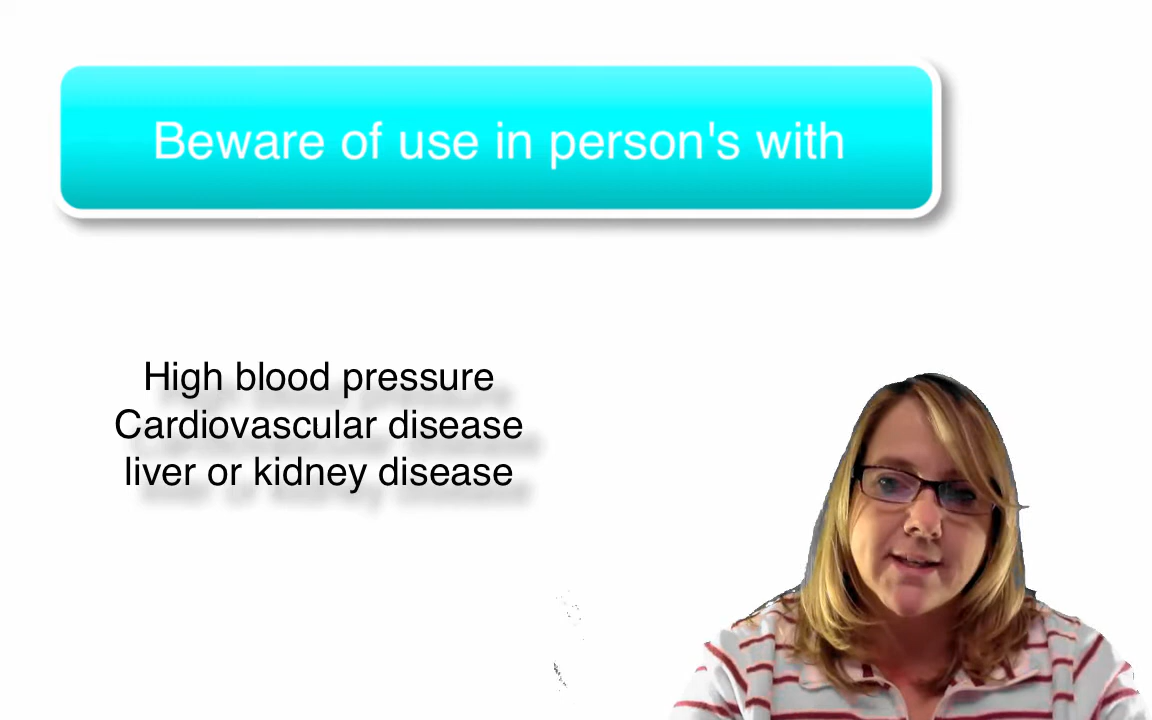 Beware of use in person's with
High blood pressure
Cardiovascular disease
liver or kidney disease